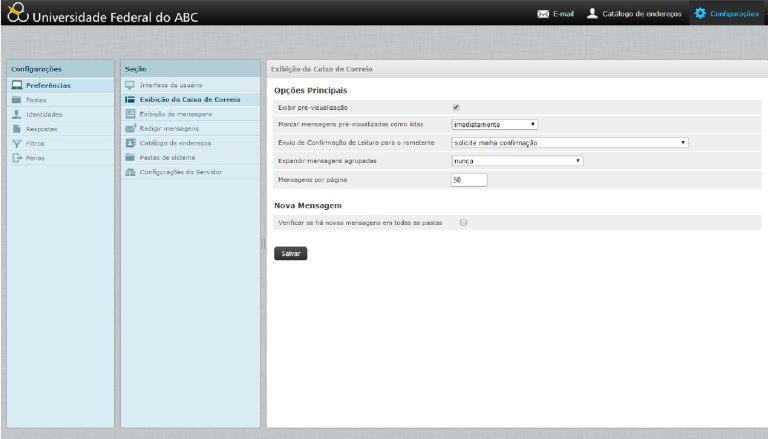 Universidade Federal do ABC
E-mail
Catálogo de endereços
Configurações
Configurações
Preferências
Pastas
Identidades
Respostas
Filtros
Férias
Seção
Interface do usuário
Exibição da Caixa de Correio
Exibição de mensagens
Redigir mensagens
Catálogo de endereços
Pastas de sistema
Configurações do Servidor
Exibição da Caixa de Correio
Opções Principais
Exibir pré-visualização
Marcar mensagens pré-visualizadas como lidas imediatamente
Envio de Confirmação de Leitura para o remetente solicite minha confirmação
Expandir mensagens agrupadas nunca
Mensagens por página 50
Nova Mensagem
Verificar se há novas mensagens em todas as pastas
Salvar